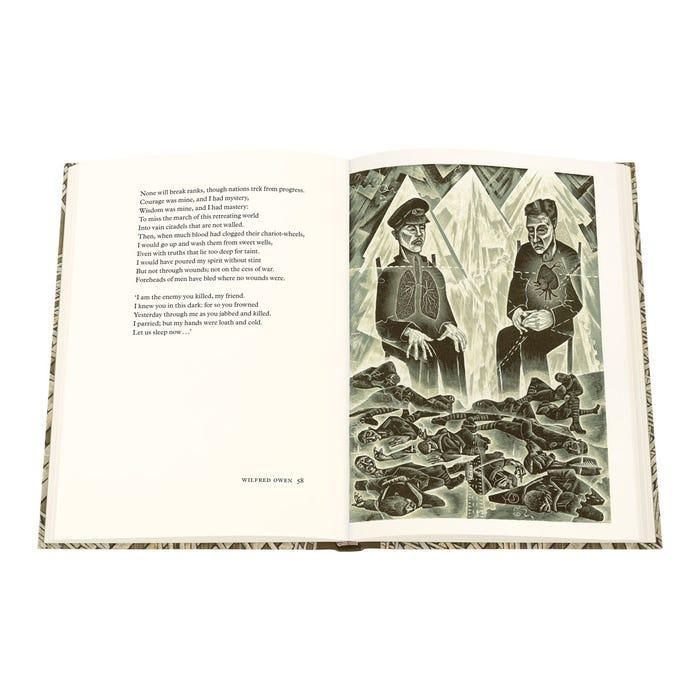 None will break ranks, though nations trek from progress.
Courage was mine, and I had mystery,
Wisdom was mine, and I had mastery:
To miss the march of this retreating world
Into vain citadels that are not walled.
Then, when much blood had clogged their chariot-wheels,
I would go up and wash them from sweet wells,
Even with truths that lie too deep for taint.
I would have poured my spirit without stint
But not through wounds; not on the cess of war.
Foreheads of men have bled where no wounds were.
'I am the enemy you killed, my friend.
I knew you in this dark: for so you frowned
Yesterday through me as you jabbed and killed.
I parried; but my hands were loath and cold.
Let us sleep now ...'
WILFRED OWEN 58